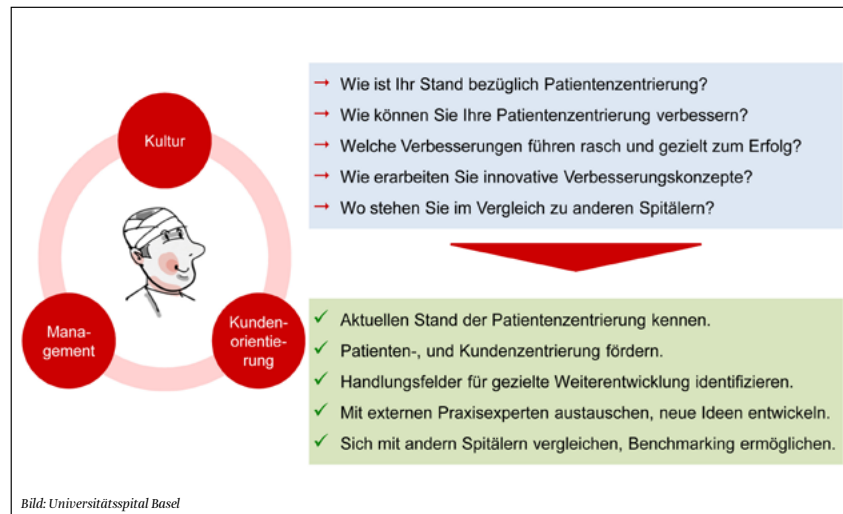 Kultur
Mana-
gement
Kunden-
orientie-
rung
→ Wie ist Ihr Stand bezüglich Patientenzentrierung?
→ Wie können Sie Ihre Patientenzentrierung verbessern?
→ Welche Verbesserungen führen rasch und gezielt zum Erfolg?
→ Wie erarbeiten Sie innovative Verbesserungskonzepte?
→ Wo stehen Sie im Vergleich zu anderen Spitälern?
✓ Aktuellen Stand der Patientenzentrierung kennen.
✓ Patienten-, und Kundenzentrierung fördern.
✓ Handlungsfelder für gezielte Weiterentwicklung identifizieren.
✓ Mit externen Praxisexperten austauschen, neue Ideen entwickeln.
✓ Sich mit andern Spitälern vergleichen, Benchmarking ermöglichen.
Bild: Universitätsspital Basel